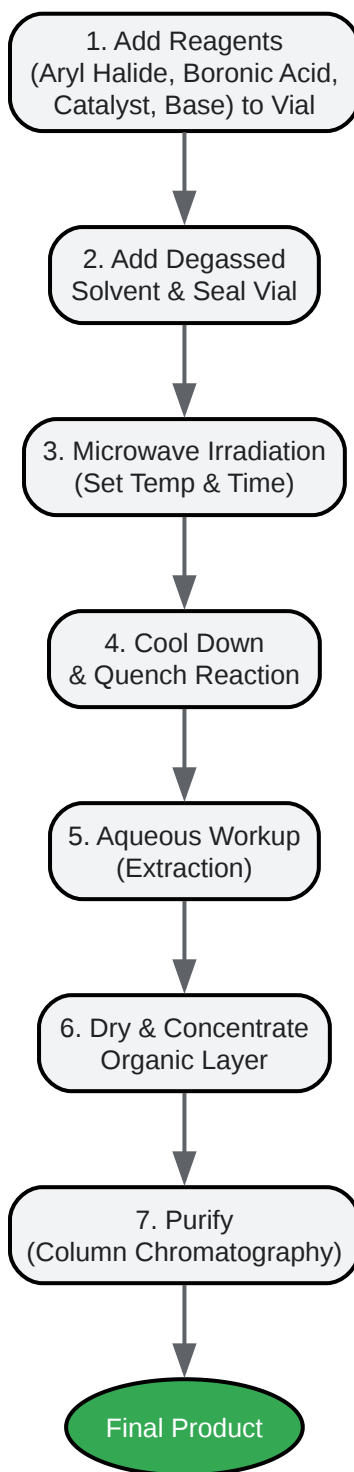 1. Add Reagents
(Aryl Halide, Boronic Acid,
Catalyst, Base) to Vial
2. Add Degassed
Solvent & Seal Vial
3. Microwave Irradiation
(Set Temp & Time)
4. Cool Down
& Quench Reaction
5. Aqueous Workup
(Extraction)
6. Dry & Concentrate
Organic Layer
7. Purify
(Column Chromatography)
Final Product